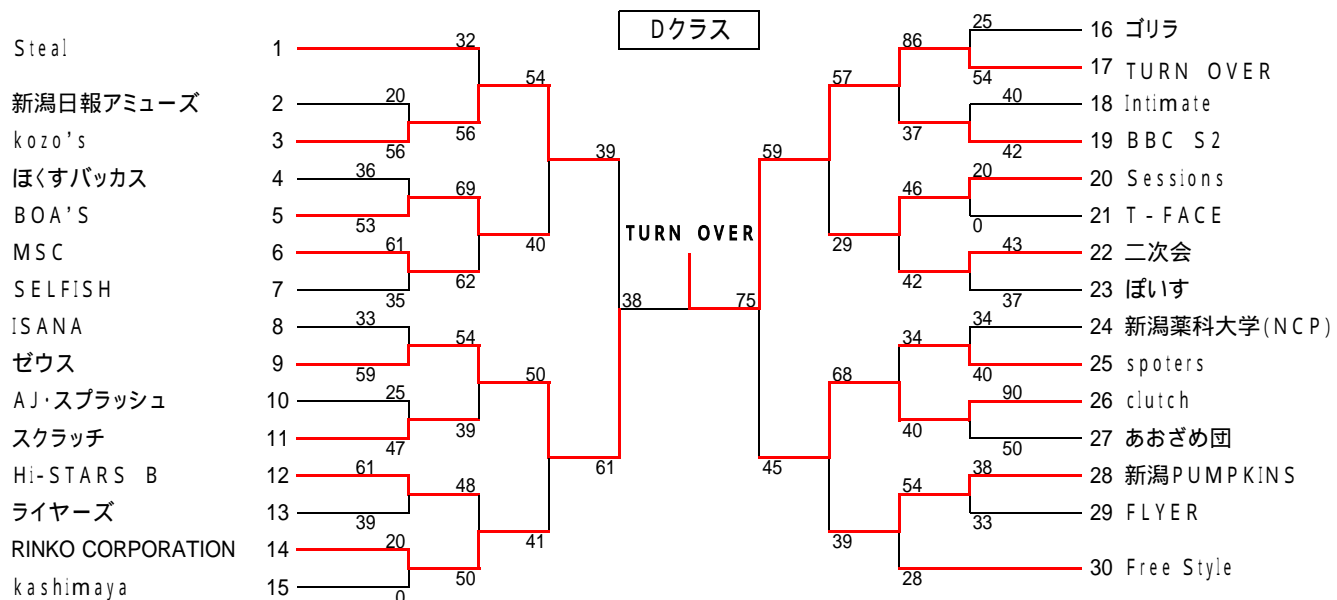 Dクラス
Steal 1
新潟日報アミューズ 2
kozo's 3
ほくすバッカス 4
BOA'S 5
MSC 6
SELFISH 7
ISANA 8
ゼウス 9
AJ・スプラッシュ 10
スクラッチ 11
Hi-STARS B 12
ライヤーズ 13
RINKO CORPORATION 14
kashimaya 15
32
20
56
56
36
53
61
35
69
62
54
40
33
59
25
47
54
39
61
39
20
0
48
50
50
41
39
61
38
TURN OVER
75
59
45
57
29
86
37
46
42
68
39
34
40
54
28
25
54
40
42
20
0
43
37
34
40
90
50
38
33
16 ゴリラ
17 TURN OVER
18 Intimate
19 BBC S2
20 Sessions
21 T-FACE
22 二次会
23 ぽいす
24 新潟薬科大学(NCP)
25 spoters
26 clutch
27 あおざめ団
28 新潟PUMPKINS
29 FLYER
30 Free Style